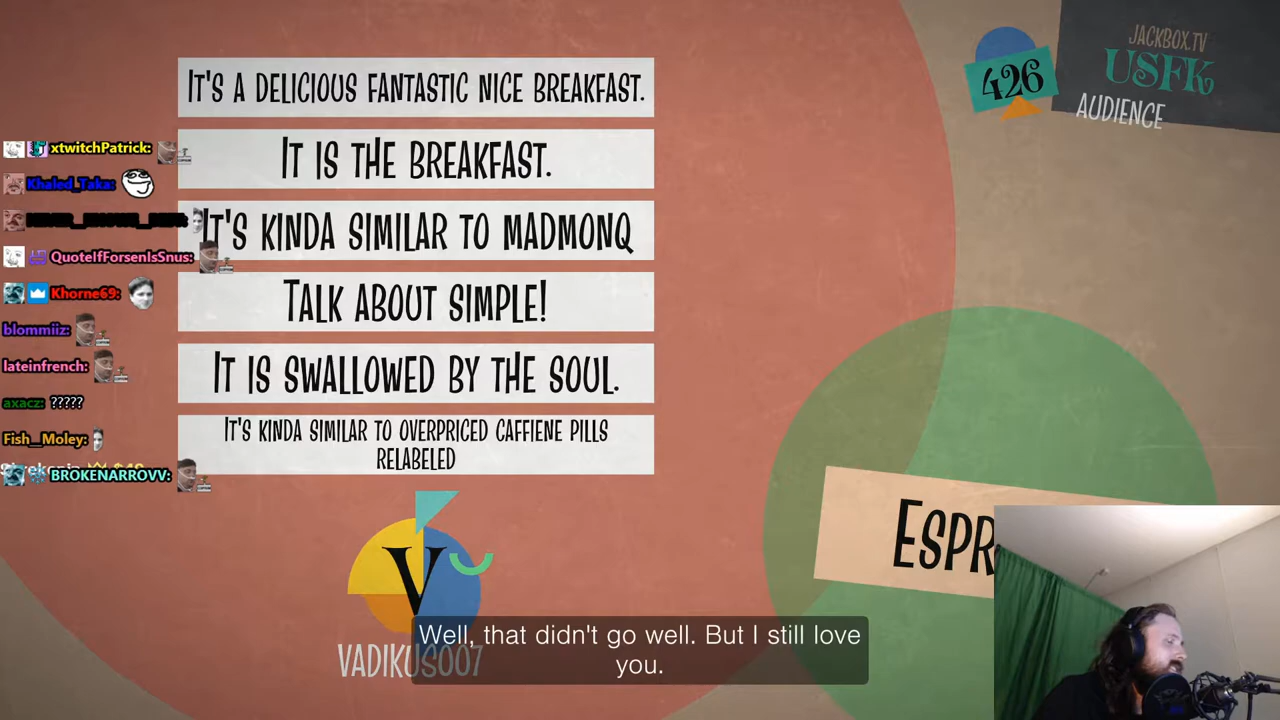 IT'S A DELICIOUS FANTASTIC NICE BREAKFAST.
IT IS THE BREAKFAST.
IT'S KINDA SIMILAR TO MADMONQ
TALK ABOUT SIMPLE!
IT IS SWALLOWED BY THE SOUL.
IT'S KINDA SIMILAR TO OVERPRICED CAFFIENE PILLS
RELABELED
426
JACKBOX.TV
USFK
AUDIENCE
xtwitchPatrick:
Khaled_Taka:
QuoteIfForsenIsSnus:
Khorne69:
blommiiz:
lateinfrench:
axacz: ?????
Fish_Moley:
BROKENARROVV:
V
VADIKUS007
ESPR
Well, that didn't go well. But I still love
you.